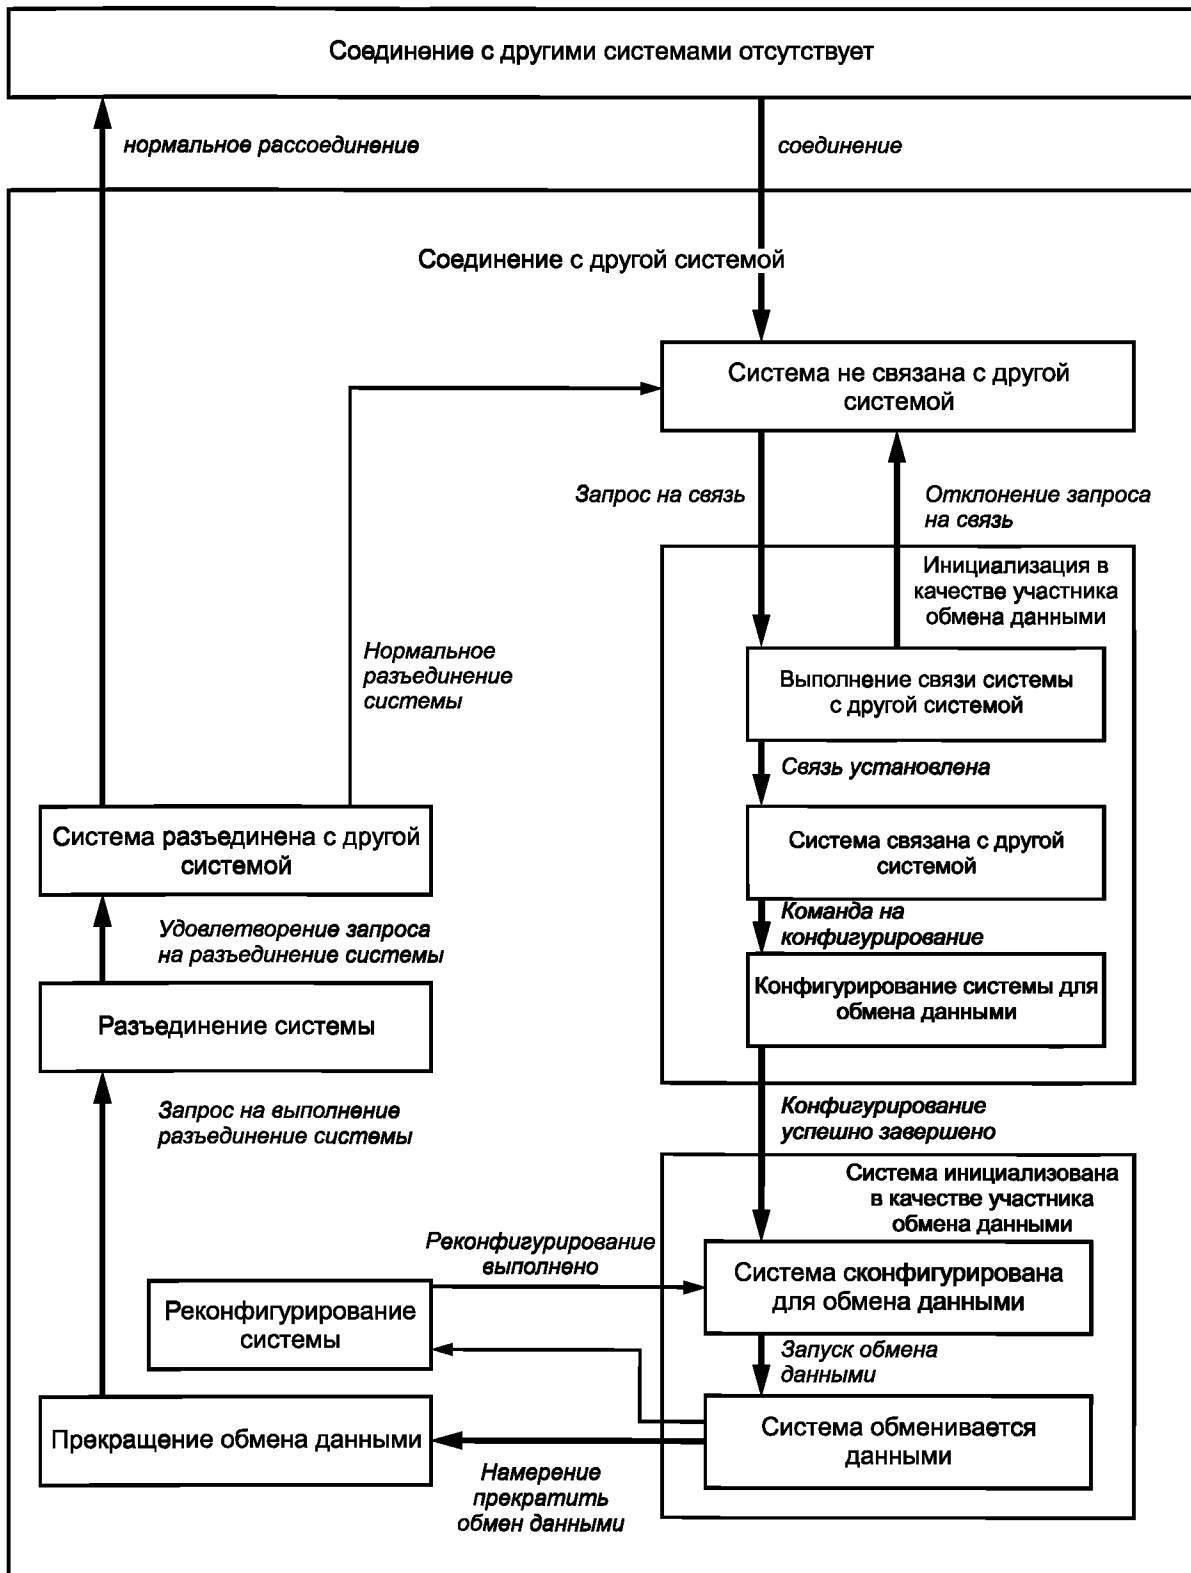 Соединение с другими системами отсутствует
нормальное рассоединение
соединение
Соединение с другой системой
Система не связана с другой
системой
Запрос на связь
Отклонение запроса
на связь
Инициализация в
качестве участника
обмена данными
Нормальное
разъединение
системы
Выполнение связи системы
с другой системой
Связь установлена
Система разъединена с другой
системой
Система связана с другой
системой
Удовлетворение запроса
на разъединение системы
Команда на
конфигурирование
Разъединение системы
Конфигурирование системы для
обмена данными
Запрос на выполнение
разъединение системы
Конфигурирование
успешно завершено
Система инициализована
в качестве участника
обмена данными
Реконфигурирование
выполнено
Система сконфигурирована
для обмена данными
Реконфигурирование
системы
Запуск обмена
данными
Прекращение обмена данными
Система обменивается
данными
Намерение
прекратить
обмен данными